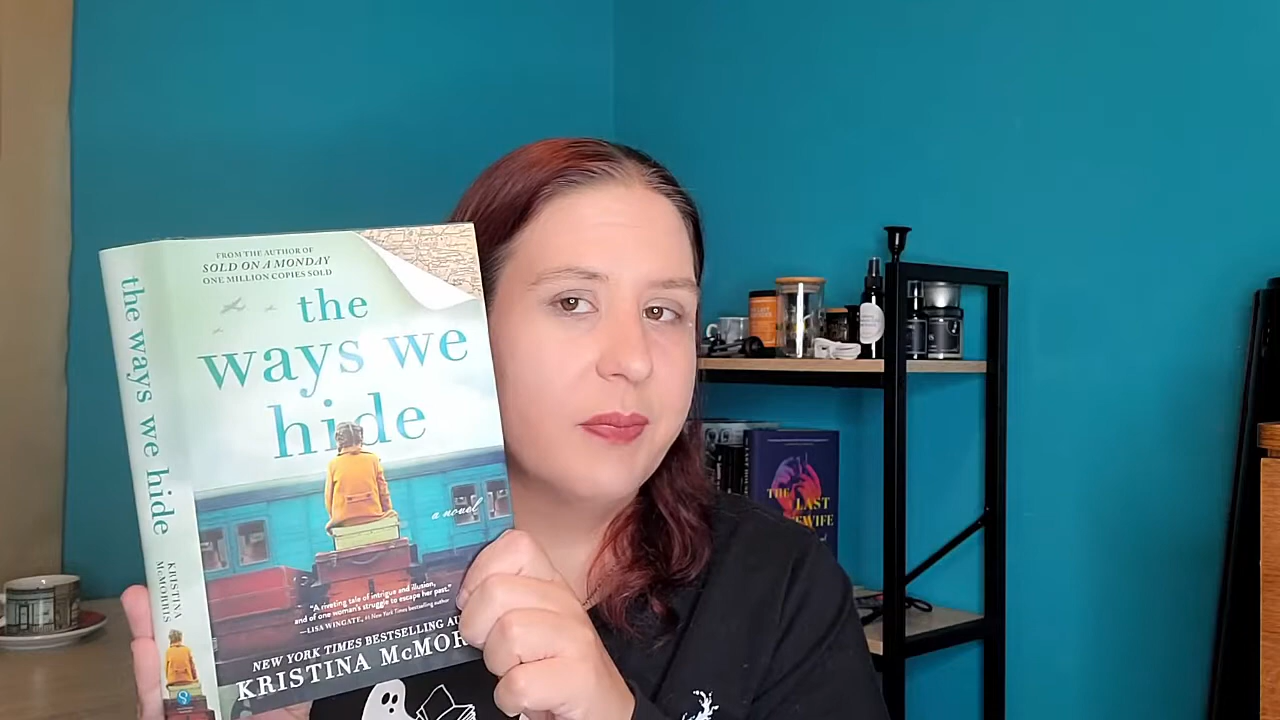 FROM THE AUTHOR OF
SOLD ON A MONDAY
ONE MILLION COPIES SOLD
the
ways we
hide
a novel
"A riveting tale of intrigue and illusion,
and of one woman's struggle to escape her past."
—LISA WINGATE, #1 New York Times bestselling author
NEW YORK TIMES BESTSELLING AU
KRISTINA McMOR
the ways we hide
KRISTINA
McMORRIS
THE
LAST
WIFE